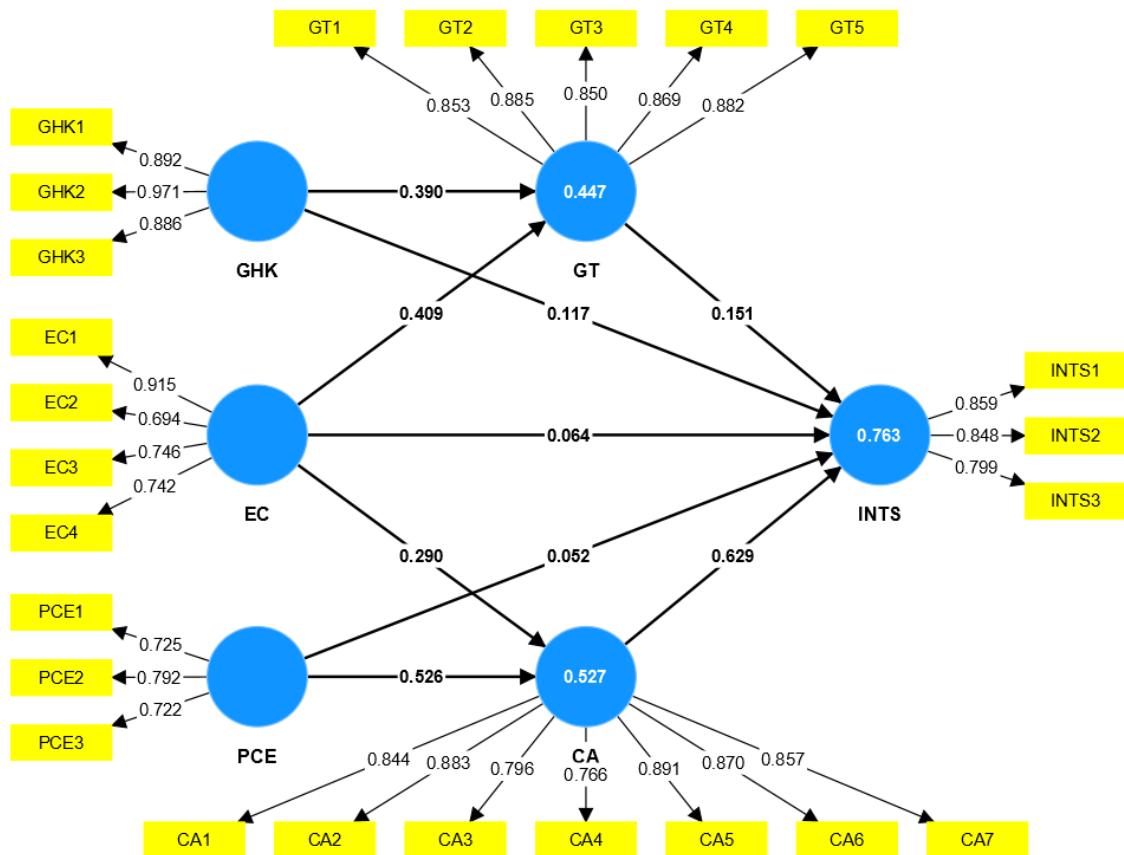 GT1 GT2 GT3 GT4 GT5
0.853 0.885 0.850 0.869 0.882
GHK1
GHK2
GHK3
0.892
0.971
0.886
GHK
0.390
0.447
GT
0.409
0.117
0.151
EC1
EC2
EC3
EC4
0.915
0.694
0.746
0.742
EC
0.064
0.763
INTS
0.859
0.848
0.799
INTS1
INTS2
INTS3
0.290
0.052
0.629
PCE1
PCE2
PCE3
0.725
0.792
0.722
PCE
0.526
0.527
CA
0.844 0.883 0.796 0.766 0.891 0.870 0.857
CA1 CA2 CA3 CA4 CA5 CA6 CA7